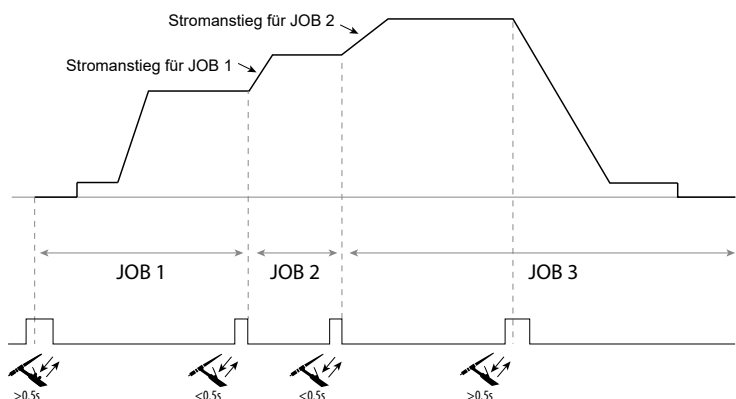 Stromanstieg für JOB 2
Stromanstieg für JOB 1
JOB 1
JOB 2
JOB 3
>0.5s
<0.5s
<0.5s
>0.5s